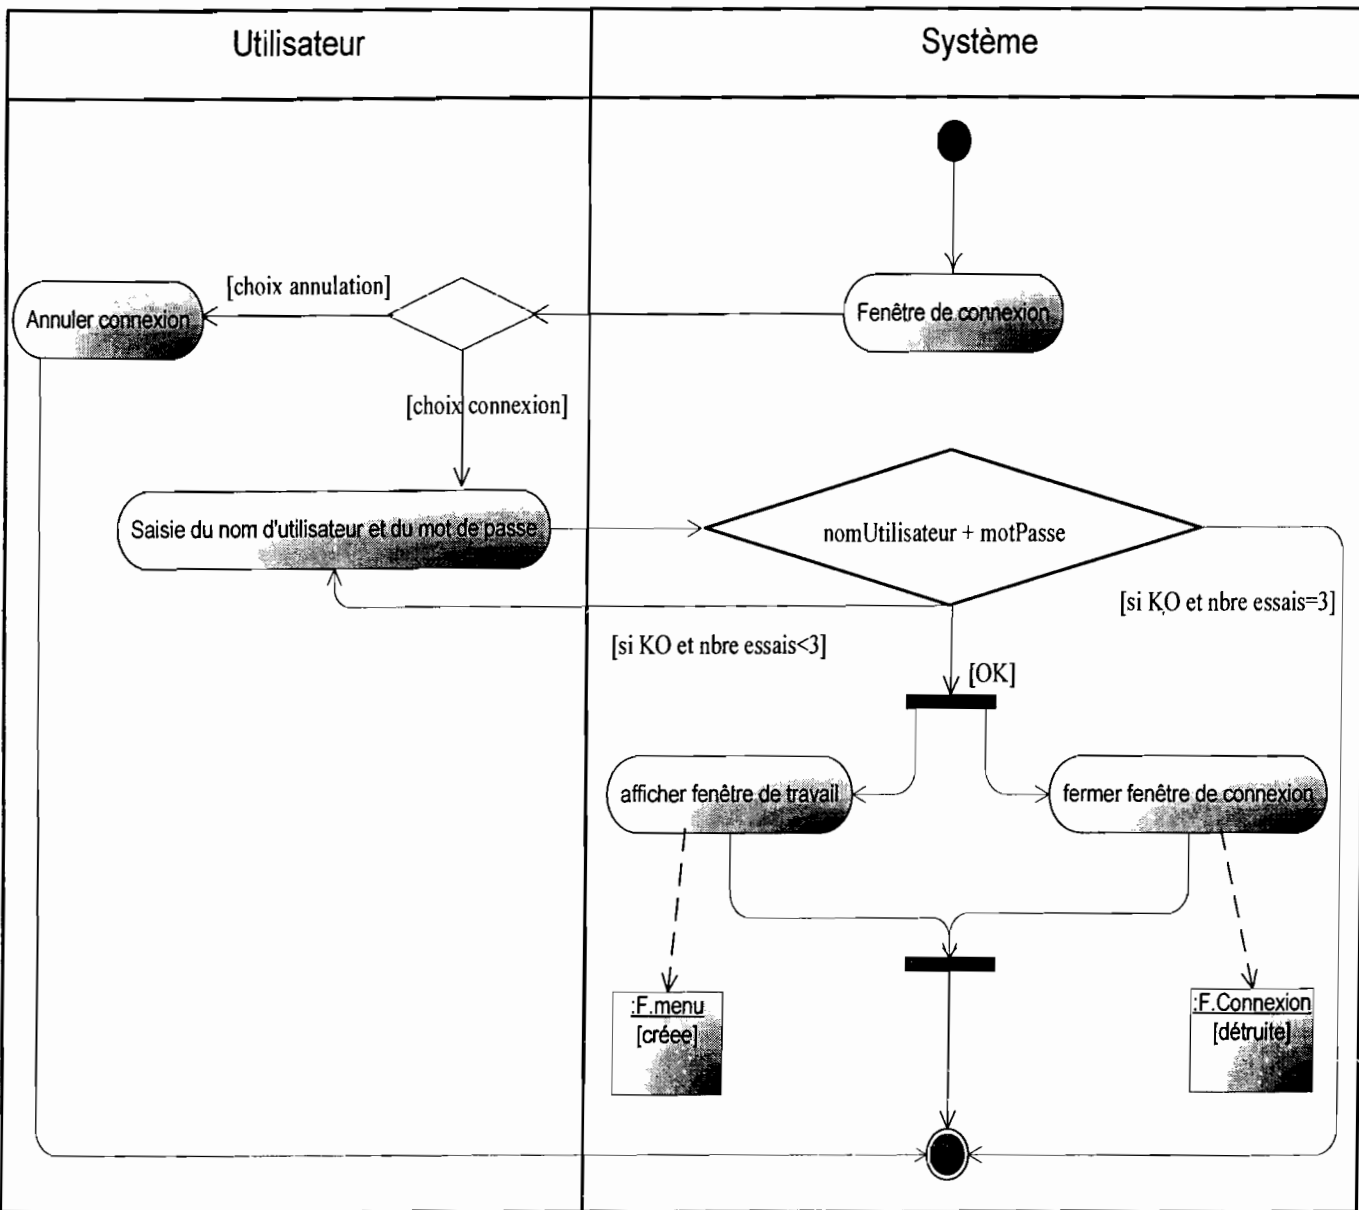 Utilisateur
Système
[choix annulation]
Annuler connexion
Fenêtre de connexion
[choix connexion]
Saisie du nom d'utilisateur et du mot de passe
nomUtilisateur + motPasse
[si KO et nbre essais=3]
[si KO et nbre essais<3]
[OK]
afficher fenêtre de travail
fermer fenêtre de connexion
:F.menu
[créee]
:F.Connexion
[détruite]